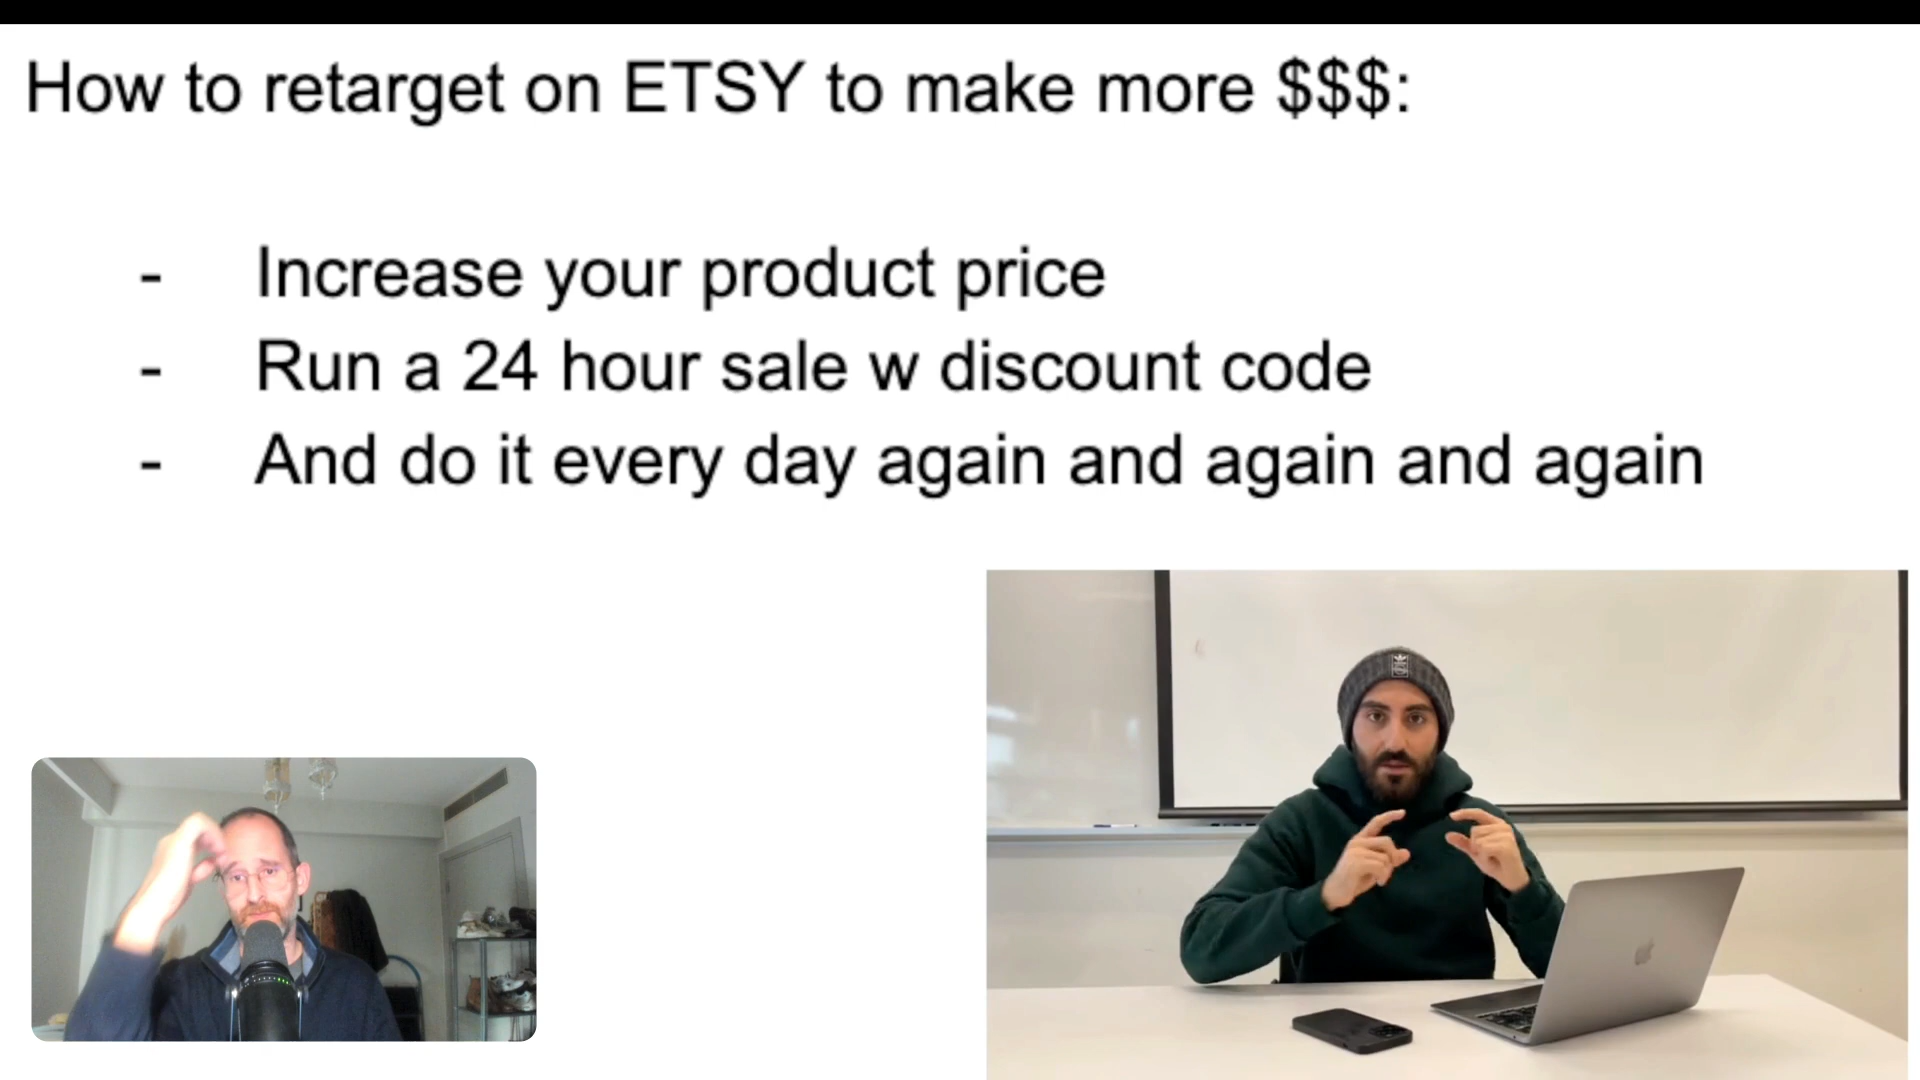 How to retarget on ETSY to make more $$$:
- Increase your product price
- Run a 24 hour sale w discount code
- And do it every day again and again and again